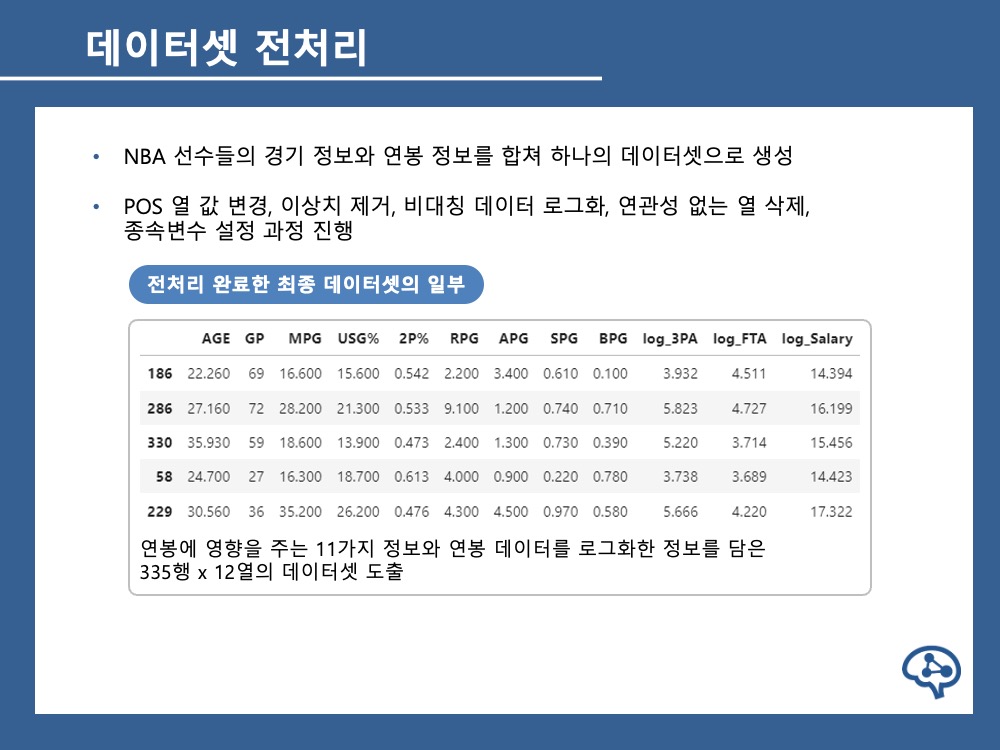 데이터셋 전처리
• NBA 선수들의 경기 정보와 연봉 정보를 합쳐 하나의 데이터셋으로 생성
• POS 열 값 변경, 이상치 제거, 비대칭 데이터 로그화, 연관성 없는 열 삭제,
종속변수 설정 과정 진행
전처리 완료한 최종 데이터셋의 일부
AGE GP MPG USG% 2P% RPG APG SPG BPG log_3PA log_FTA log_Salary
186 22.260 69 16.600 15.600 0.542 2.200 3.400 0.610 0.100 3.932 4.511 14.394
286 27.160 72 28.200 21.300 0.533 9.100 1.200 0.740 0.710 5.823 4.727 16.199
330 35.930 59 18.600 13.900 0.473 2.400 1.300 0.730 0.390 5.220 3.714 15.456
58 24.700 27 16.300 18.700 0.613 4.000 0.900 0.220 0.780 3.738 3.689 14.423
229 30.560 36 35.200 26.200 0.476 4.300 4.500 0.970 0.580 5.666 4.220 17.322
연봉에 영향을 주는 11가지 정보와 연봉 데이터를 로그화한 정보를 담은
335행 x 12열의 데이터셋 도출